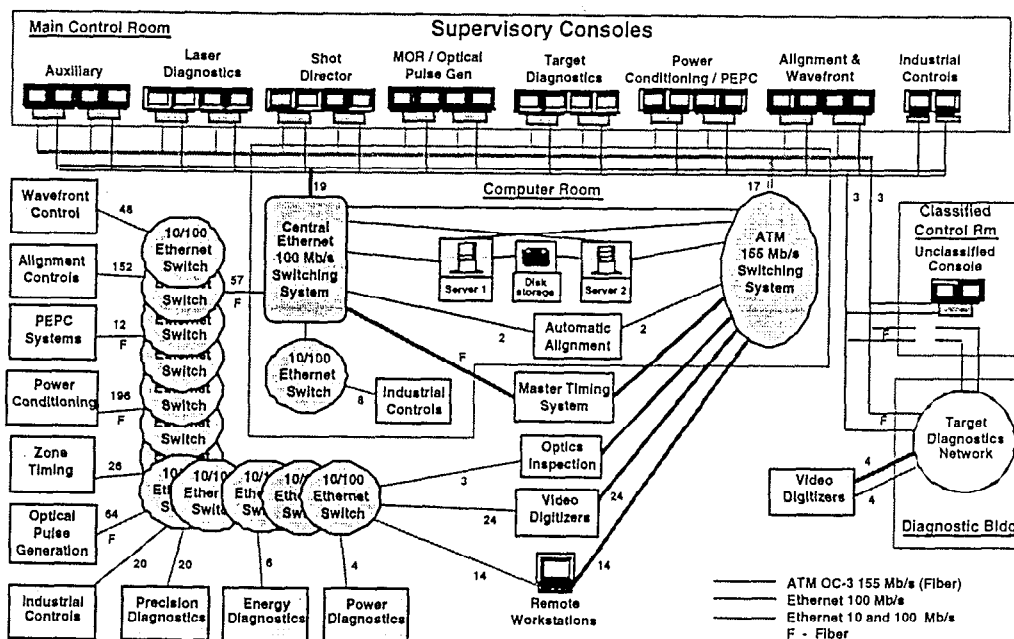 Main Control Room
Supervisory Consoles
Auxiliary
Laser
Diagnostics
Shot
Director
MOR / Optical
Pulse Gen
Target
Diagnostics
Power
Conditioning / PEPC
Alignment &
Wavefront
Industrial
Controls
19
Computer Room
17
3
3
Wavefront
Control
48
Alignment
Controls
152
PEPC
Systems
12
F
Power
Conditioning
196
F
Zone
Timing
26
Optical
Pulse
Generation
64
F
10/100
Ethernet
Switch
Switch
Switch
Switch
Switch
Switch
57
F
Central
Ethernet
100 Mb/s
Switching
System
Server 1
Disk
storage
Server 2
ATM
155 Mb/s
Switching
System
2
Automatic
Alignment
2
10/100
Ethernet
Switch
8
Industrial
Controls
F
Master Timing
System
Optics
Inspection
3
Video
Digitizers
24
24
14
Remote
Workstations
14
10/100
Ethernet
Switch
20
Industrial
Controls
20
Precision
Diagnostics
6
Energy
Diagnostics
4
Power
Diagnostics
Classified
Control Rm
Unclassified
Console
F
F
Target
Diagnostics
Network
Video
Digitizers
4
4
Diagnostic Bldg
ATM OC-3 155 Mb/s (Fiber)
Ethernet 100 Mb/s
Ethernet 10 and 100 Mb/s
F - Fiber